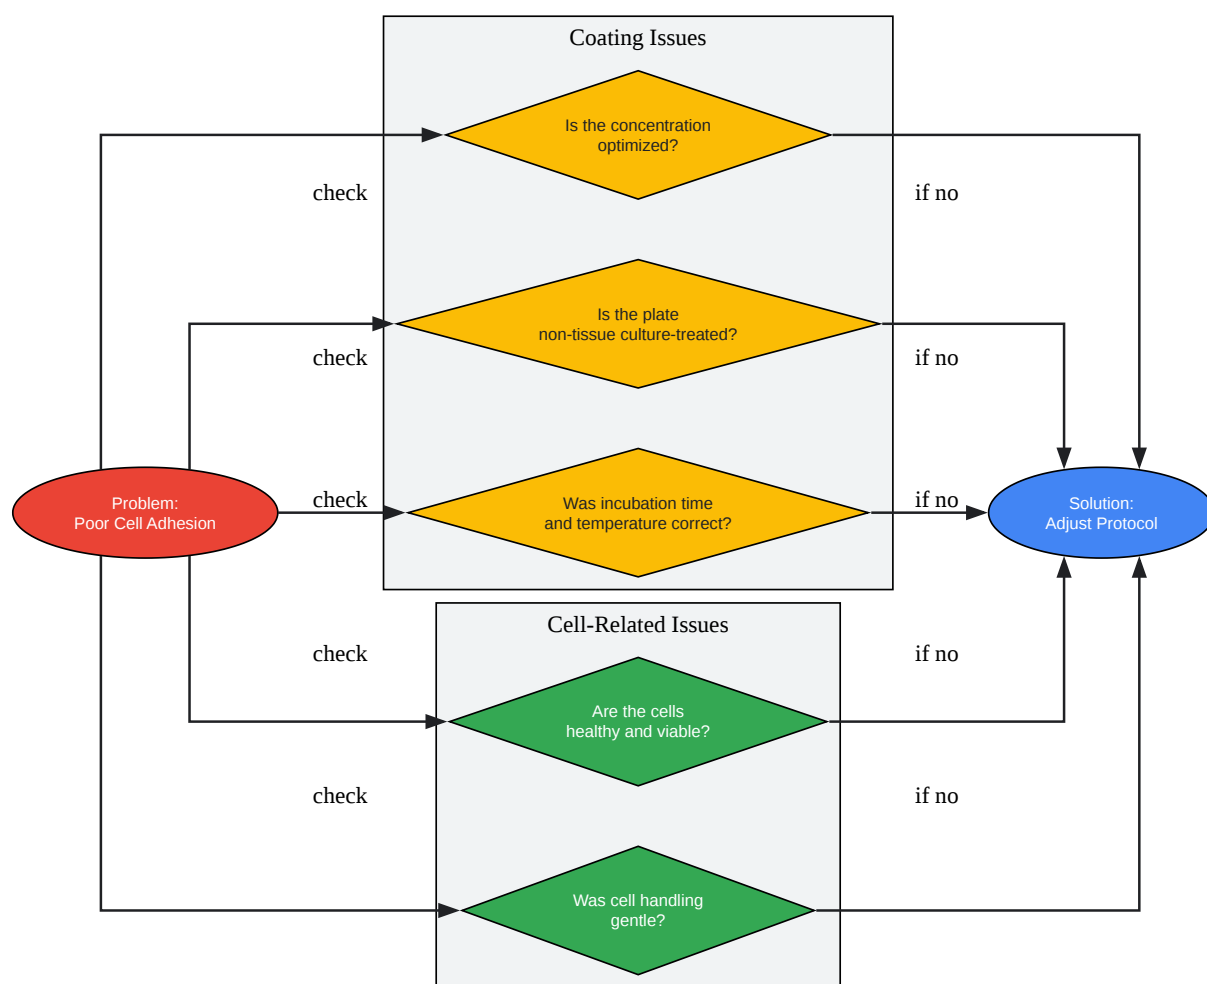 Coating Issues
Is the concentration
optimized?
check
if no
Is the plate
non-tissue culture-treated?
check
if no
check
if no
Was incubation time
and temperature correct?
Problem:
Poor Cell Adhesion
Solution:
Adjust Protocol
Cell-Related Issues
check
if no
Are the cells
healthy and viable?
check
if no
Was cell handling
gentle?